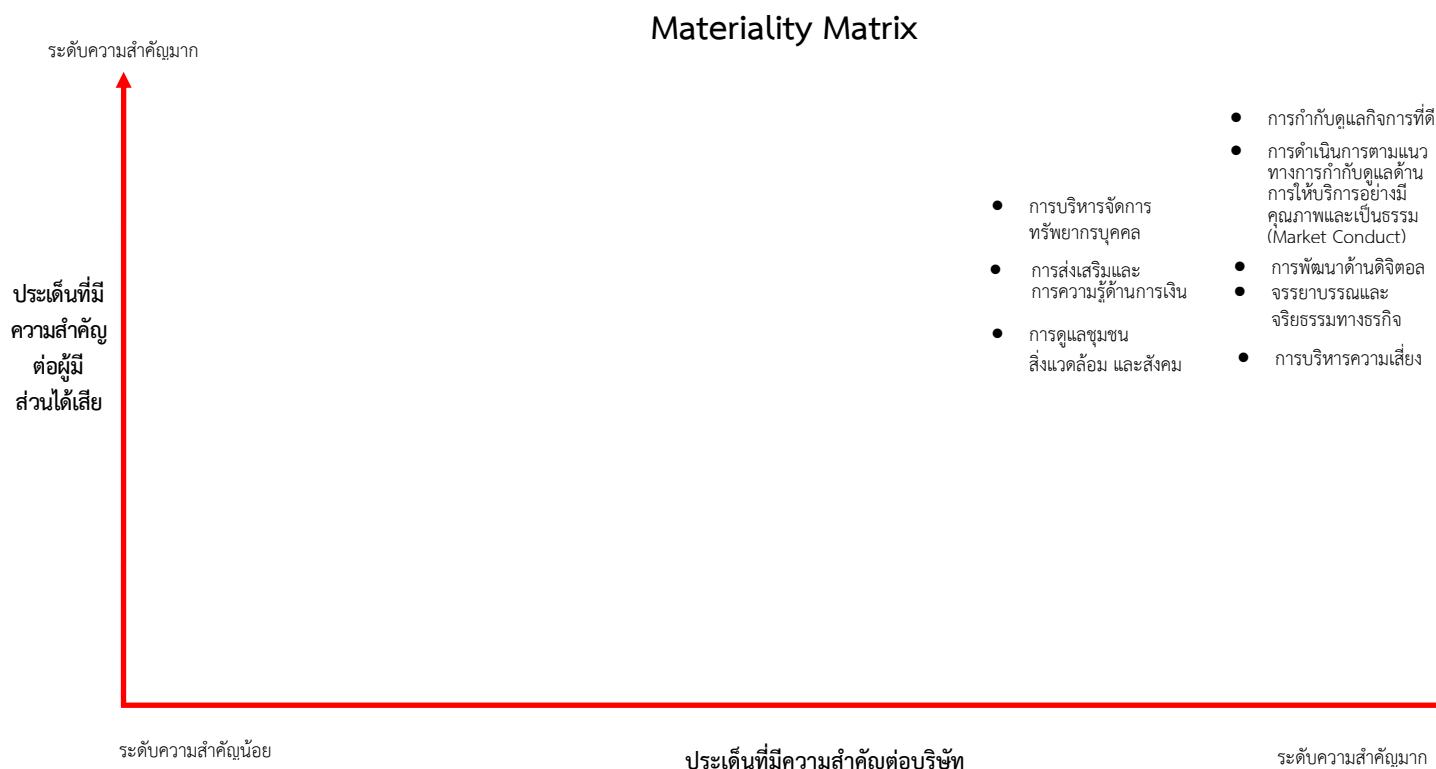 Materiality Matrix
ระดับความสำคัญมาก
ประเด็นที่มี
ความสำคัญ
ต่อผู้มี
ส่วนได้เสีย
● การบริหารจัดการ
ทรัพยากรบุคคล
● การส่งเสริมและ
การความรู้ด้านการเงิน
● การดูแลชุมชน
สิ่งแวดล้อม และสังคม
● การกำกับดูแลกิจการที่ดี
● การดำเนินการตามแนว
ทางการกำกับดูแลด้าน
การให้บริการอย่างมี
คุณภาพและเป็นธรรม
(Market Conduct)
● การพัฒนาด้านดิจิตอล
● จรรยาบรรณและ
จริยธรรมทางธรกิจ
● การบริหารความเสี่ยง
ระดับความสำคัญน้อย
ประเด็นที่มีความสำคัญต่อบริษัท
ระดับความสำคัญมาก